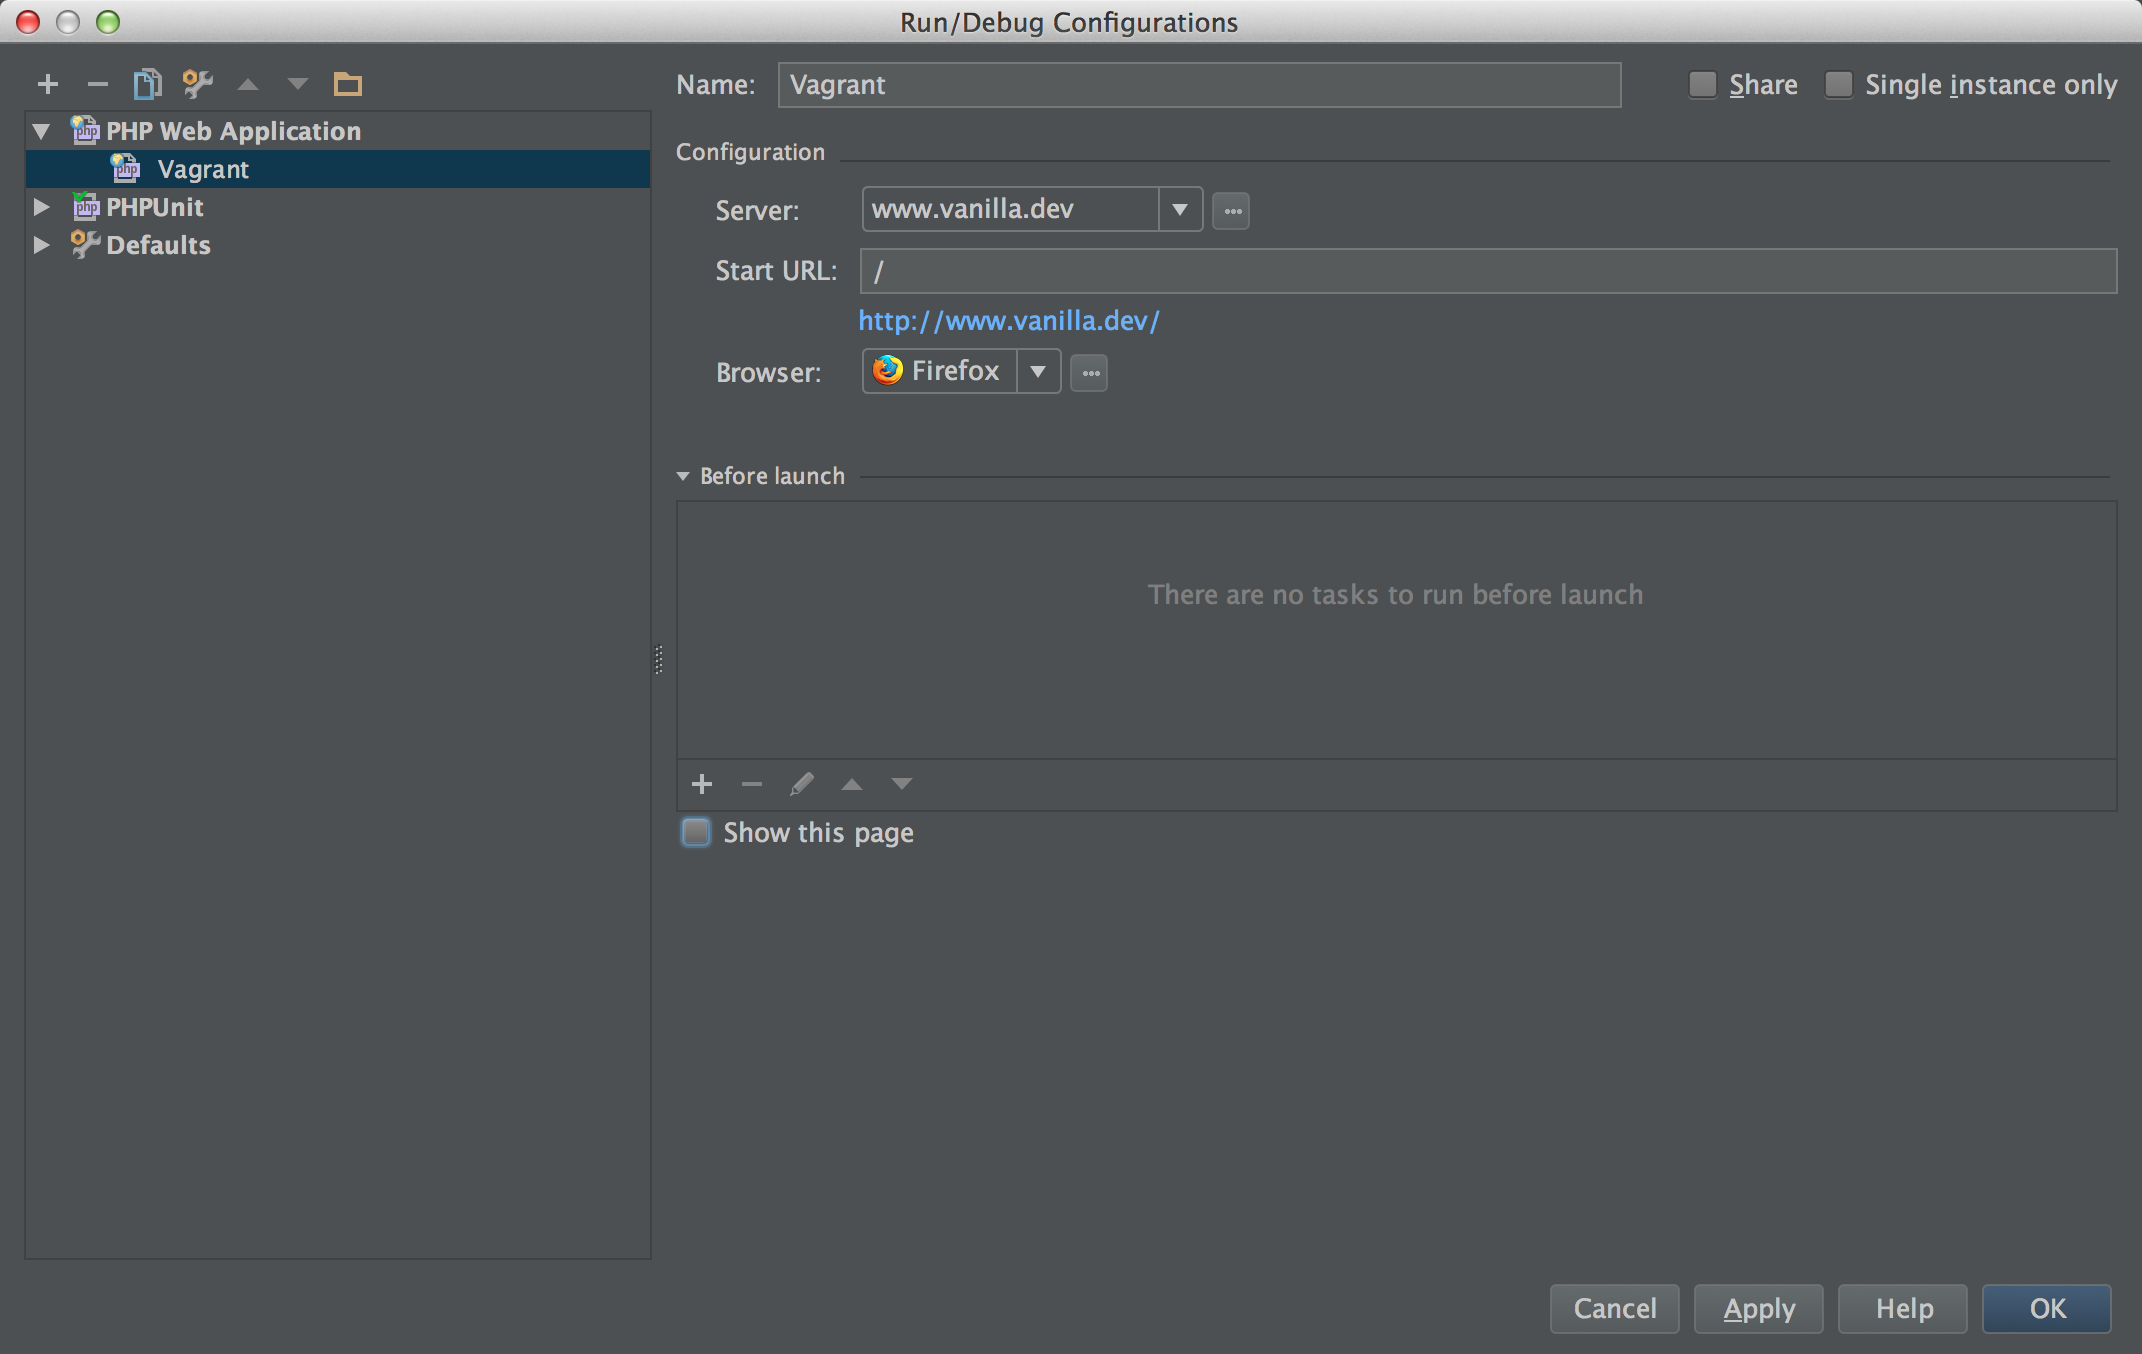 Run/Debug Configurations
Name: Vagrant Share Single instance only
PHP Web Application
Vagrant
PHPUnit
Defaults
Configuration
Server: www.vanilla.dev
Start URL: /
http://www.vanilla.dev/
Browser: Firefox
Before launch
There are no tasks to run before launch
Show this page
Cancel Apply Help OK